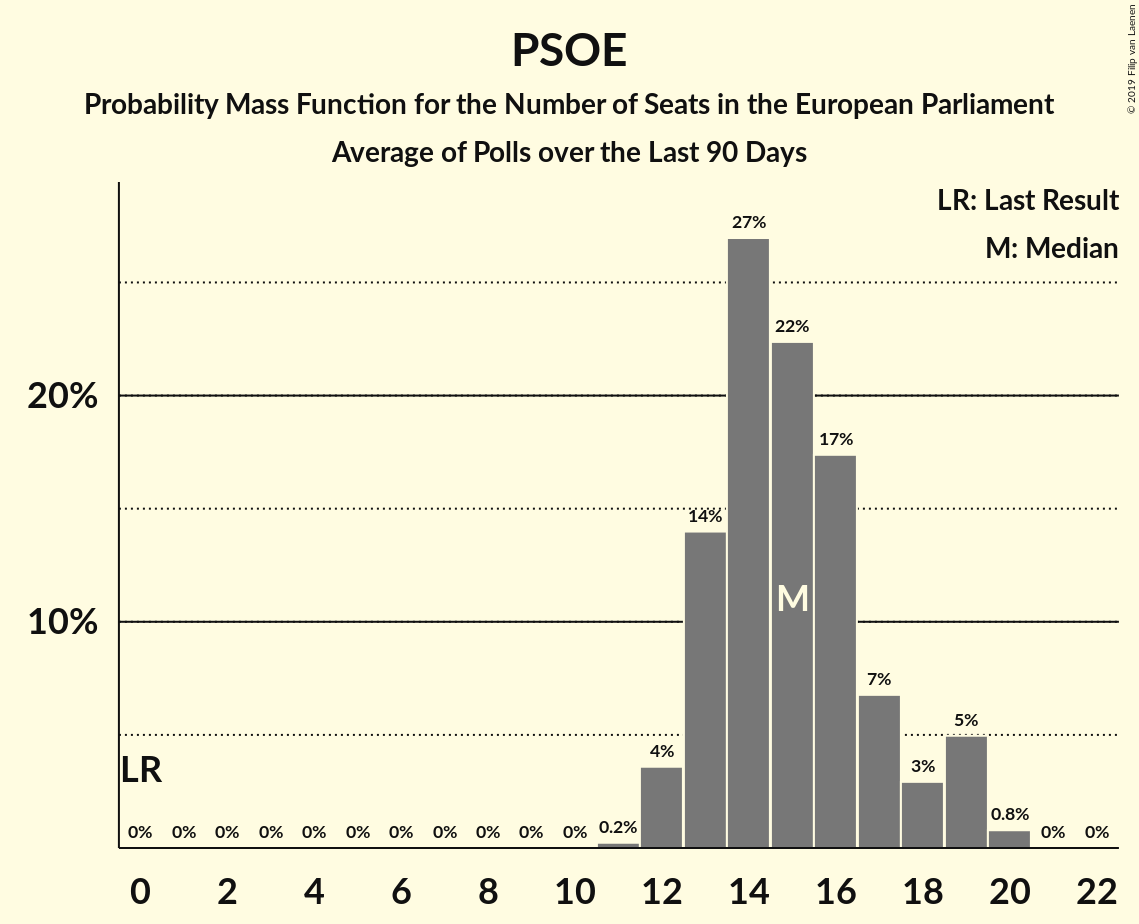 © 2019 Filip van Laenen
PSOE
Probability Mass Function for the Number of Seats in the European Parliament
Average of Polls over the Last 90 Days
LR: Last Result
M: Median
27%
22%
20%
17%
14%
M
10%
7%
5%
4%
3%
LR
0% 0% 0% 0% 0% 0% 0% 0% 0% 0% 0% 0.2% 0.8% 0% 0%
0 2 4 6 8 10 12 14 16 18 20 22